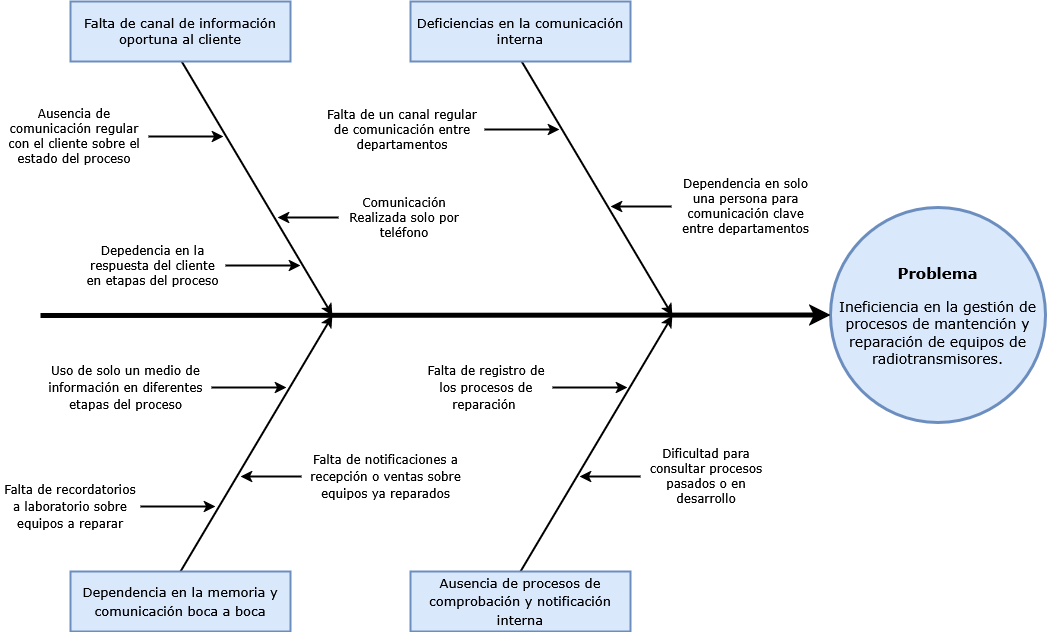 Falta de canal de información
oportuna al cliente
Deficiencias en la comunicación
interna
Ausencia de
comunicación regular
con el cliente sobre el
estado del proceso
Falta de un canal regular
de comunicación entre
departamentos
Comunicación
Realizada solo por
teléfono
Dependencia en solo
una persona para
comunicación clave
entre departamentos
Depedencia en la
respuesta del cliente
en etapas del proceso
Problema
Ineficiencia en la gestión de
procesos de mantención y
reparación de equipos de
radiotransmisores.
Uso de solo un medio de
información en diferentes
etapas del proceso
Falta de registro de
los procesos de
reparación
Falta de notificaciones a
recepción o ventas sobre
equipos ya reparados
Dificultad para
consultar procesos
pasados o en
desarrollo
Falta de recordatorios
a laboratorio sobre
equipos a reparar
Dependencia en la memoria y
comunicación boca a boca
Ausencia de procesos de
comprobación y notificación
interna